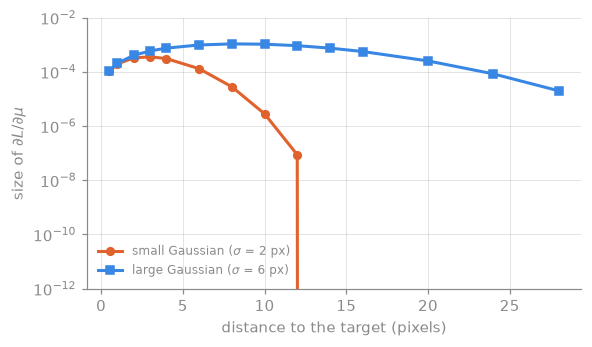 10⁻²
10⁻⁴
10⁻⁶
10⁻⁸
10⁻¹⁰
10⁻¹²
size of ∂L/∂μ
small Gaussian (σ = 2 px)
large Gaussian (σ = 6 px)
0 5 10 15 20 25
distance to the target (pixels)